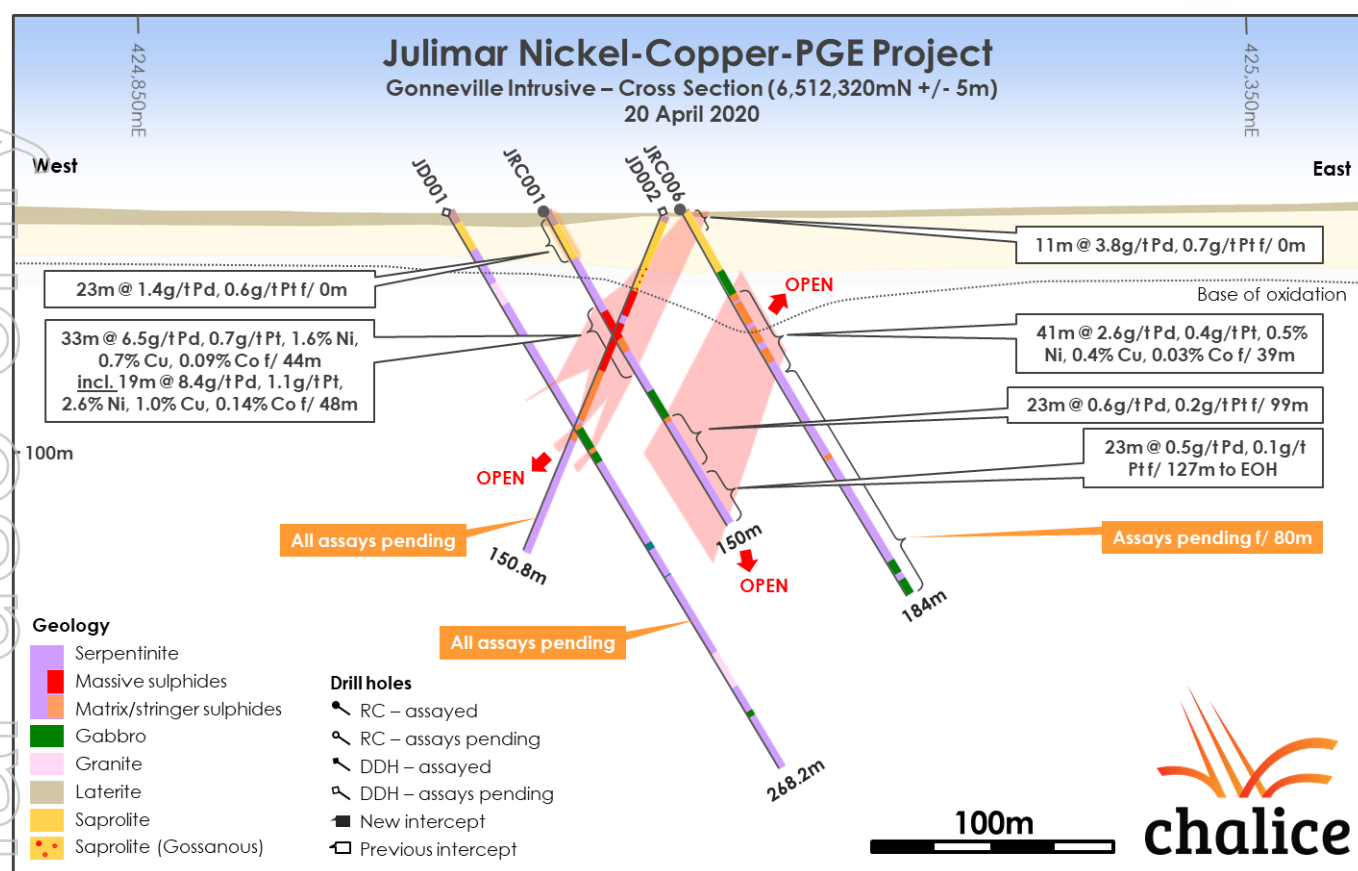 Julimar Nickel-Copper-PGE Project
Gonneville Intrusive – Cross Section (6,512,320mN +/- 5m)
20 April 2020
424,850mE
425,350mE
West
East
JD001
JRC001
JD002
JRC006
11m @ 3.8g/t Pd, 0.7g/t Pt f/ 0m
23m @ 1.4g/t Pd, 0.6g/t Pt f/ 0m
OPEN
Base of oxidation
33m @ 6.5g/t Pd, 0.7g/t Pt, 1.6% Ni,
0.7% Cu, 0.09% Co f/ 44m
incl. 19m @ 8.4g/t Pd, 1.1g/t Pt,
2.6% Ni, 1.0% Cu, 0.14% Co f/ 48m
41m @ 2.6g/t Pd, 0.4g/t Pt, 0.5%
Ni, 0.4% Cu, 0.03% Co f/ 39m
23m @ 0.6g/t Pd, 0.2g/t Pt f/ 99m
23m @ 0.5g/t Pd, 0.1g/t
Pt f/ 127m to EOH
100m
OPEN
All assays pending
150.8m
150m
OPEN
Assays pending f/ 80m
184m
All assays pending
268.2m
Geology
Serpentinite
Massive sulphides
Matrix/stringer sulphides
Gabbro
Granite
Laterite
Saprolite
Saprolite (Gossanous)
Drill holes
RC – assayed
RC – assays pending
DDH – assayed
DDH – assays pending
New intercept
Previous intercept
100m
chalice